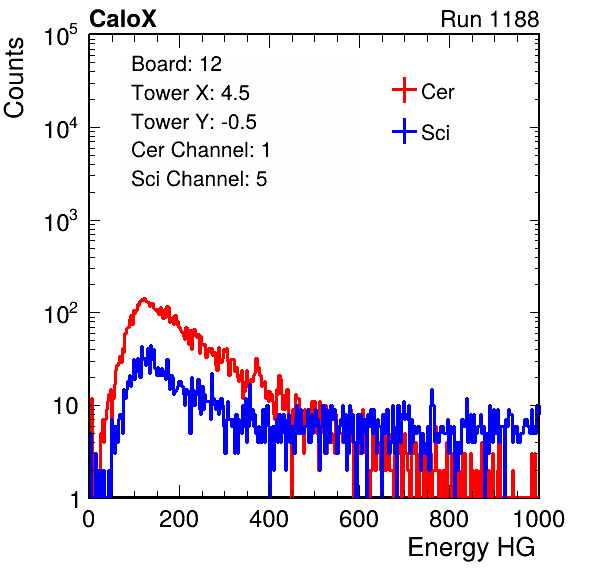 CaloX Run 1188
Counts
10^5
10^4
10^3
10^2
10
1
Board: 12
Tower X: 4.5
Tower Y: -0.5
Cer Channel: 1
Sci Channel: 5
Cer
Sci
0 200 400 600 800 1000
Energy HG